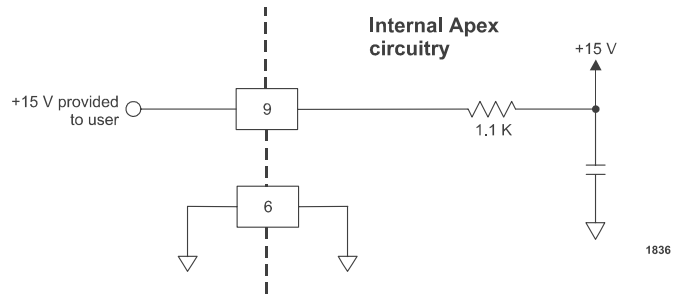 Internal Apex
circuitry
+15 V
+15 V provided
to user
9
1.1 K
6
1836